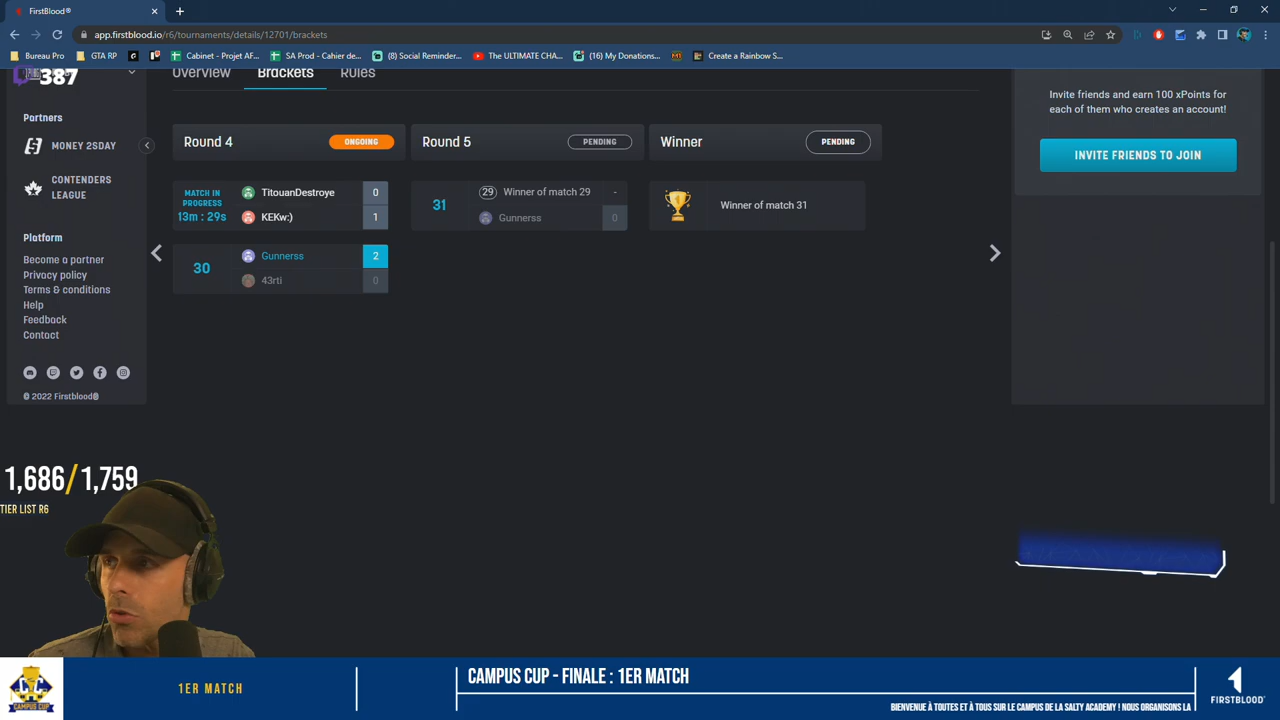 FirstBlood®
app.firstblood.io/r6/tournaments/details/12701/brackets
Bureau Pro
GTA RP
Cabinet - Projet AF...
SA Prod - Cahier de...
(8) Social Reminder...
The ULTIMATE CHA...
(16) My Donations...
Create a Rainbow S...
387
Overview
Brackets
Rules
Invite friends and earn 100 xPoints for
each of them who creates an account!
INVITE FRIENDS TO JOIN
Partners
MONEY 2SDAY
CONTENDERS
LEAGUE
Platform
Become a partner
Privacy policy
Terms & conditions
Help
Feedback
Contact
© 2022 Firstblood®
Round 4
ONGOING
Round 5
PENDING
Winner
PENDING
MATCH IN
PROGRESS
13m : 29s
TitouanDestroye
0
KEKw:)
1
30
Gunnerss
2
43rti
0
31
29
Winner of match 29
-
Gunnerss
0
Winner of match 31
1,686/1,759
TIER LIST R6
CAMPUS CUP
1ER MATCH
CAMPUS CUP - FINALE : 1ER MATCH
BIENVENUE À TOUTES ET À TOUS SUR LE CAMPUS DE LA SALTY ACADEMY ! NOUS ORGANISONS LA
FIRSTBLOOD®